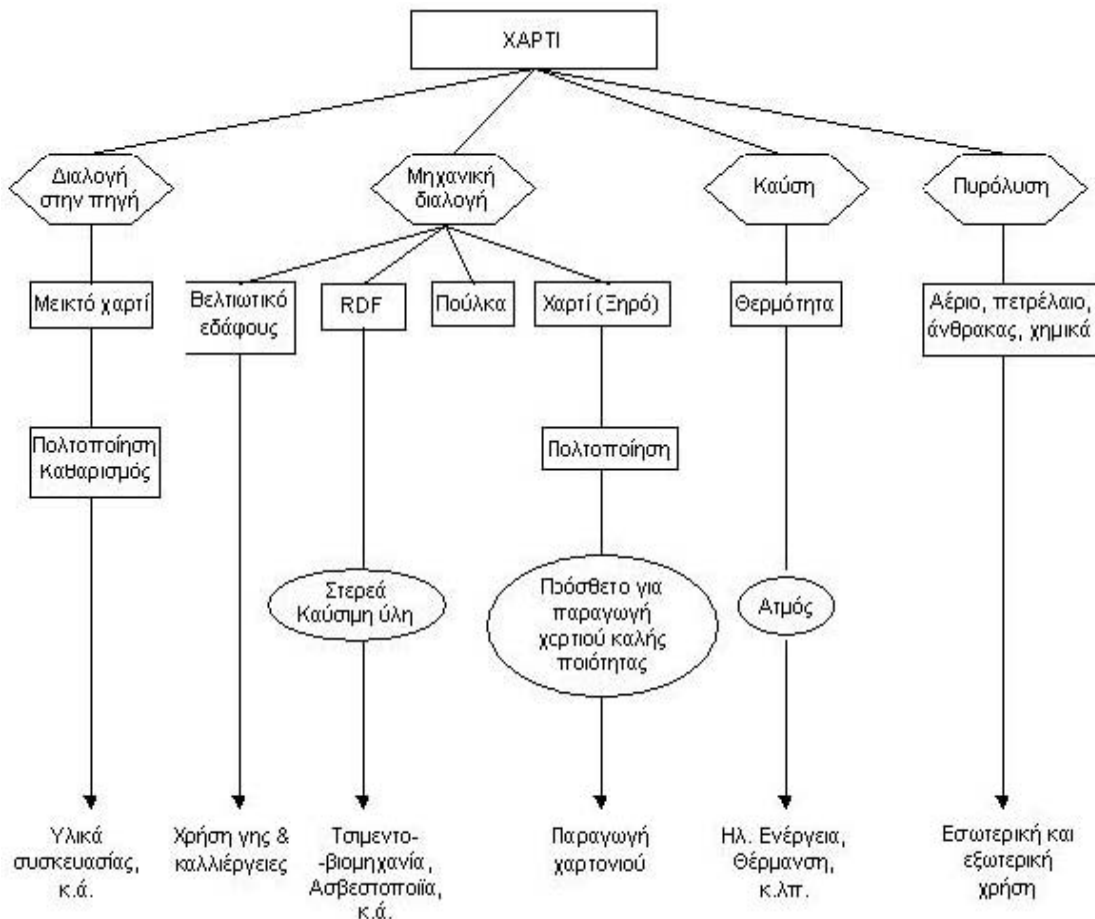 ΧΑΡΤΙ
Διαλογή
στην πηγή
Μηχανική
διαλογή
Καύση
Πυρόλυση
Μεικτό χαρτί
Βελτιωτικό
εδάφους
RDF
Πούλκα
Χαρτί (Ξηρό)
Θερμότητα
Αέριο, πετρέλαιο,
άνθρακας, χημικά
Πολτοποίηση
Καθαρισμός
Πολτοποίηση
Στερεά
Καύσιμη ύλη
Πρόσθετο για
παραγωγή
χαρτιού καλής
ποιότητας
Ατμός
Υλικά
συσκευασίας,
κ.ά.
Χρήση γης &
καλλιέργειες
Τσιμεντο-
-βιομηχανία,
Ασβεστοποιϊα,
κ.ά.
Παραγωγή
χαρτονιού
Ηλ. Ενέργεια,
Θέρμανση,
κ.λπ.
Εσωτερική και
εξωτερική
χρήση